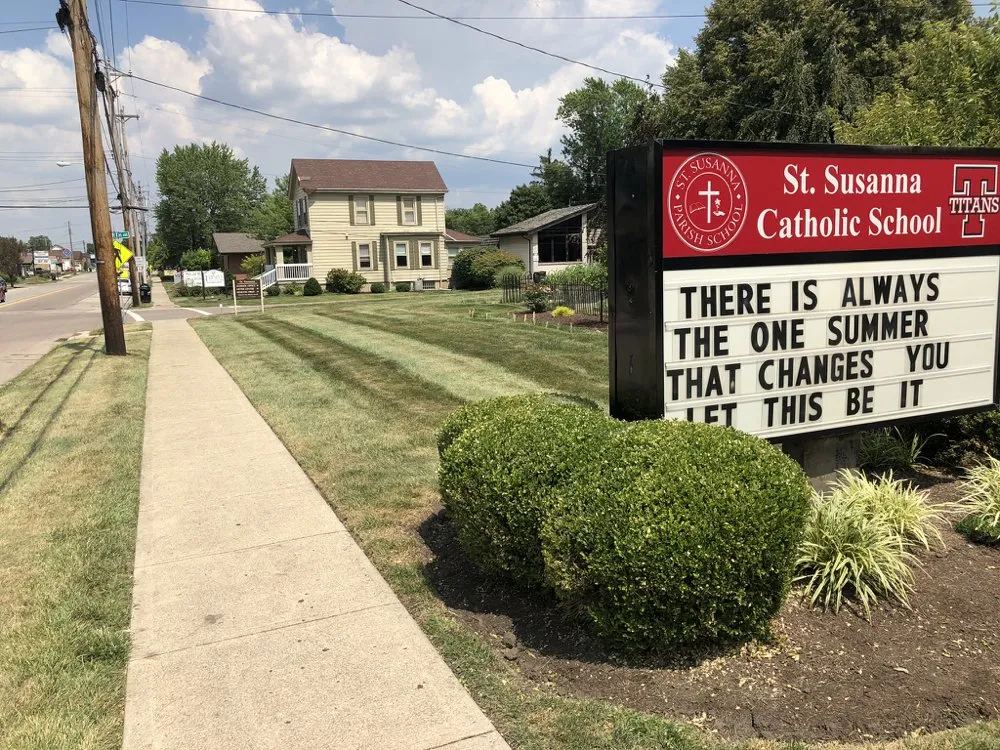 ST. SUSANNA
PARISH SCHOOL
St. Susanna
Catholic School
T
TITANS
THERE IS ALWAYS
THE ONE SUMMER
THAT CHANGES YOU
LET THIS BE IT